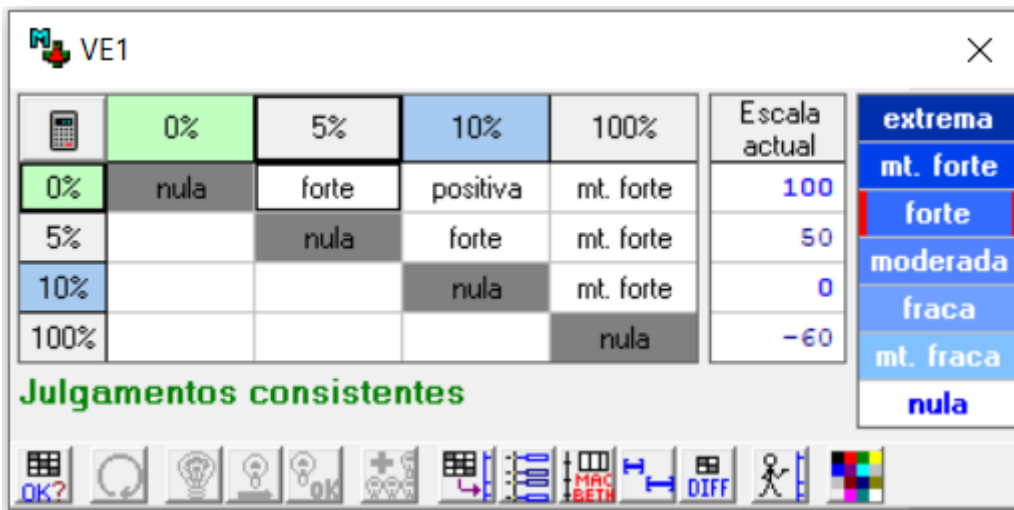 VE1
0% 5% 10% 100% Escala actual
0% nula forte positiva mt. forte 100
5% nula forte mt. forte 50
10% nula mt. forte 0
100% nula -60
extrema
mt. forte
forte
moderada
fraca
mt. fraca
nula
Julgamentos consistentes
OK? OK MAC BETH DIFF